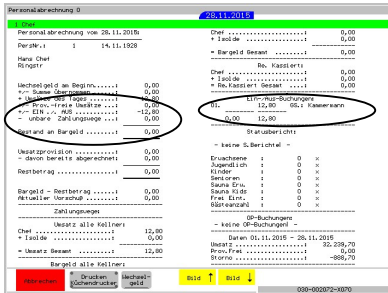 Personalabrechnung 0
28.11.2015
1 Chef
Personalabrechnung vom 28.11.2015:
PersNr.: 1 14.11.1928
Hans Chef
Ringstr
Wechselgeld am Beginn.....: 0,00
+/- Summe Übernommen .....: 0,00
+ Umsätze des Tages ......: 12,80
+/- Prov.-freie Umsätze ..: 0,00
+/- EIN ./. AUS ..........: -12,80
- unbare Zahlungswege ....: 0,00
Bestand an Bargeld .......: 0,00
Umsatzprovision ..........: 0,00
- davon bereits abgerechnet: 0,00
Restbetrag ...............: 0,00
Bargeld - Restbetrag .....: 0,00
Aktueller Vorschuß .......: 0,00
Zahlungswege:
Umsatz alle Kellner:
Chef ...................: 12,80
+ Isolde ...............: 0,00
= Umsatz Gesamt ........: 12,80
Bargeld alle Kellner:
Chef ...................: 0,00
+ Isolde ...............: 0,00
= Bargeld Gesamt .......: 0,00
Re. Kassiert:
Chef ...................: 0,00
+ Isolde ...............: 0,00
= Re.Kassiert Gesamt ...: 0,00
Ein-/Aus-Buchungen:
01. 12,80 GS.: Kammermann
0,00 12,80
Statusbericht:
- keine S.Berichte! -
Erwachsene : 0 x
Jugendlich : 0 x
Kinder : 0 x
Senioren : 0 x
Sauna Erw. : 0 x
Sauna Kids : 0 x
Frei Eint. : 0 x
Gästeanzahl : 0 x
OP-Buchungen:
- keine OP-Buchungen! -
Daten 01.11.2015 - 28.11.2015
Umsatz ...............: 32.239,70
Prov.Frei ............: 0,00
Storno ...............: -888,70
Abbrechen
Drucken
Küchendrucker
Wechsel-
geld
Bild ↑
Bild ↓
030-002072-X070